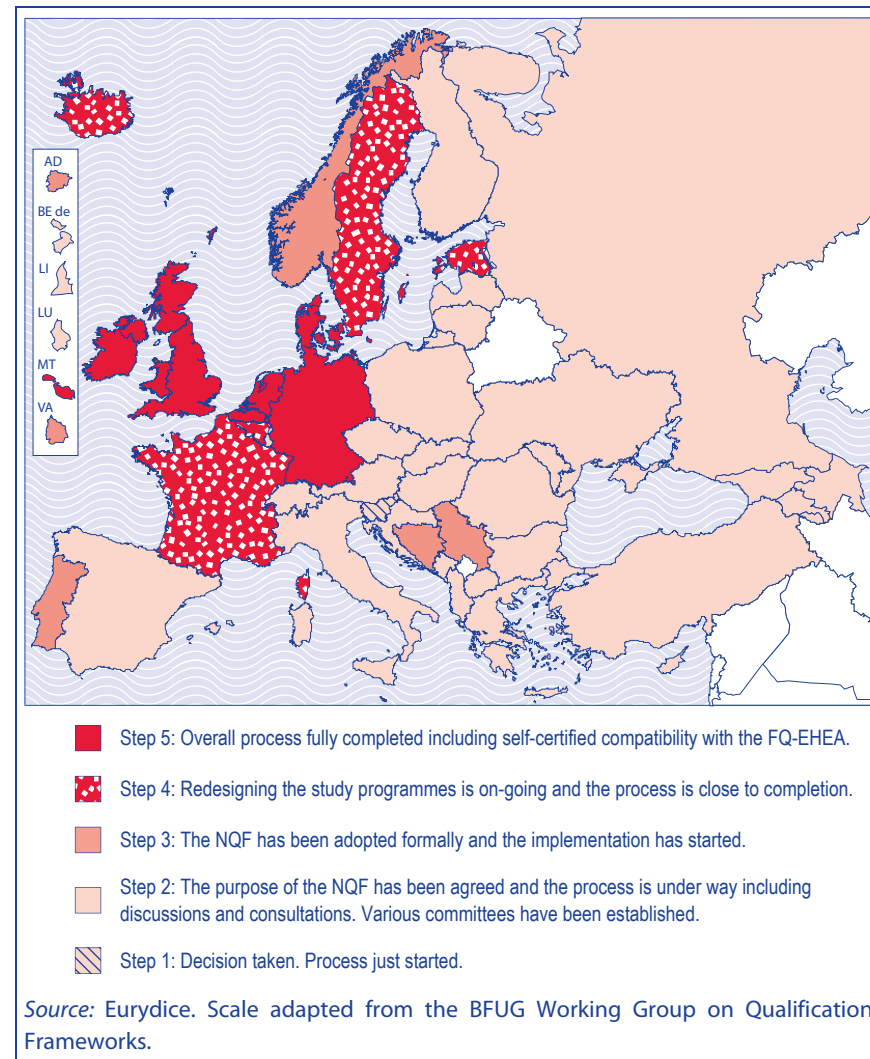 AD
BE de
LI
LU
MT
VA
Step 5: Overall process fully completed including self-certified compatibility with the FQ-EHEA.
Step 4: Redesigning the study programmes is on-going and the process is close to completion.
Step 3: The NQF has been adopted formally and the implementation has started.
Step 2: The purpose of the NQF has been agreed and the process is under way including
discussions and consultations. Various committees have been established.
Step 1: Decision taken. Process just started.
Source: Eurydice. Scale adapted from the BFUG Working Group on Qualification
Frameworks.